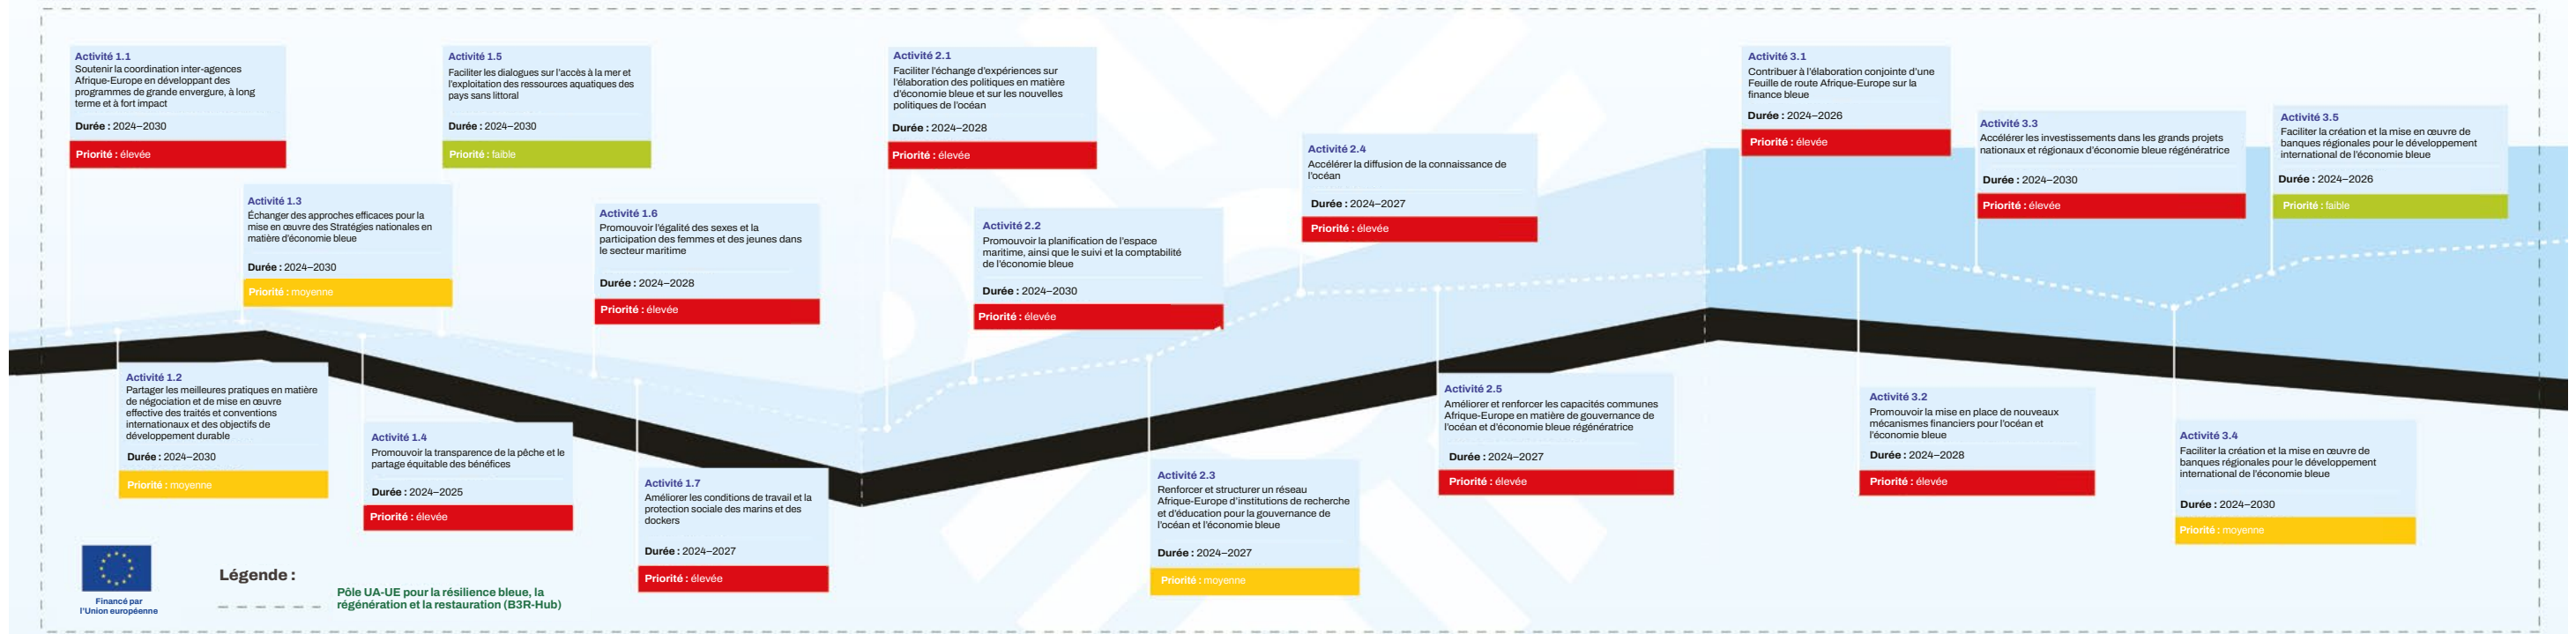 Activité 1.1
Soutenir la coordination inter-agences
Afrique-Europe en développant des
programmes de grande envergure, à long
terme et à fort impact
Durée : 2024–2030
Priorité : élevée
Activité 1.2
Partager les meilleures pratiques en matière
de négociation et de mise en œuvre
effective des traités et conventions
internationaux et des objectifs de
développement durable
Durée : 2024–2030
Priorité : moyenne
Activité 1.3
Échanger des approches efficaces pour la
mise en œuvre des Stratégies nationales en
matière d'économie bleue
Durée : 2024–2030
Priorité : moyenne
Activité 1.4
Promouvoir la transparence de la pêche et le
partage équitable des bénéfices
Durée : 2024–2025
Priorité : élevée
Activité 1.5
Faciliter les dialogues sur l'accès à la mer et
l'exploitation des ressources aquatiques des
pays sans littoral
Durée : 2024–2030
Priorité : faible
Activité 1.6
Promouvoir l'égalité des sexes et la
participation des femmes et des jeunes dans
le secteur maritime
Durée : 2024–2028
Priorité : élevée
Activité 1.7
Améliorer les conditions de travail et la
protection sociale des marins et des
dockers
Durée : 2024–2027
Priorité : élevée
Activité 2.1
Faciliter l'échange d'expériences sur
l'élaboration des politiques en matière
d'économie bleue et sur les nouvelles
politiques de l'océan
Durée : 2024–2028
Priorité : élevée
Activité 2.2
Promouvoir la planification de l'espace
maritime, ainsi que le suivi et la comptabilité
de l'économie bleue
Durée : 2024–2030
Priorité : élevée
Activité 2.3
Renforcer et structurer un réseau
Afrique-Europe d'institutions de recherche
et d'éducation pour la gouvernance de
l'océan et l'économie bleue
Durée : 2024–2027
Priorité : moyenne
Activité 2.4
Accélérer la diffusion de la connaissance de
l'océan
Durée : 2024–2027
Priorité : élevée
Activité 2.5
Améliorer et renforcer les capacités communes
Afrique-Europe en matière de gouvernance de
l'océan et d'économie bleue régénératrice
Durée : 2024–2027
Priorité : élevée
Activité 3.1
Contribuer à l'élaboration conjointe d'une
Feuille de route Afrique-Europe sur la
finance bleue
Durée : 2024–2026
Priorité : élevée
Activité 3.2
Promouvoir la mise en place de nouveaux
mécanismes financiers pour l'océan et
l'économie bleue
Durée : 2024–2028
Priorité : élevée
Activité 3.3
Accélérer les investissements dans les grands projets
nationaux et régionaux d'économie bleue régénératrice
Durée : 2024–2030
Priorité : élevée
Activité 3.4
Faciliter la création et la mise en œuvre de
banques régionales pour le développement
international de l'économie bleue
Durée : 2024–2030
Priorité : moyenne
Activité 3.5
Faciliter la création et la mise en œuvre de
banques régionales pour le développement
international de l'économie bleue
Durée : 2024–2026
Priorité : faible
Financé par
l'Union européenne
Légende :
Pôle UA-UE pour la résilience bleue, la
régénération et la restauration (B3R-Hub)